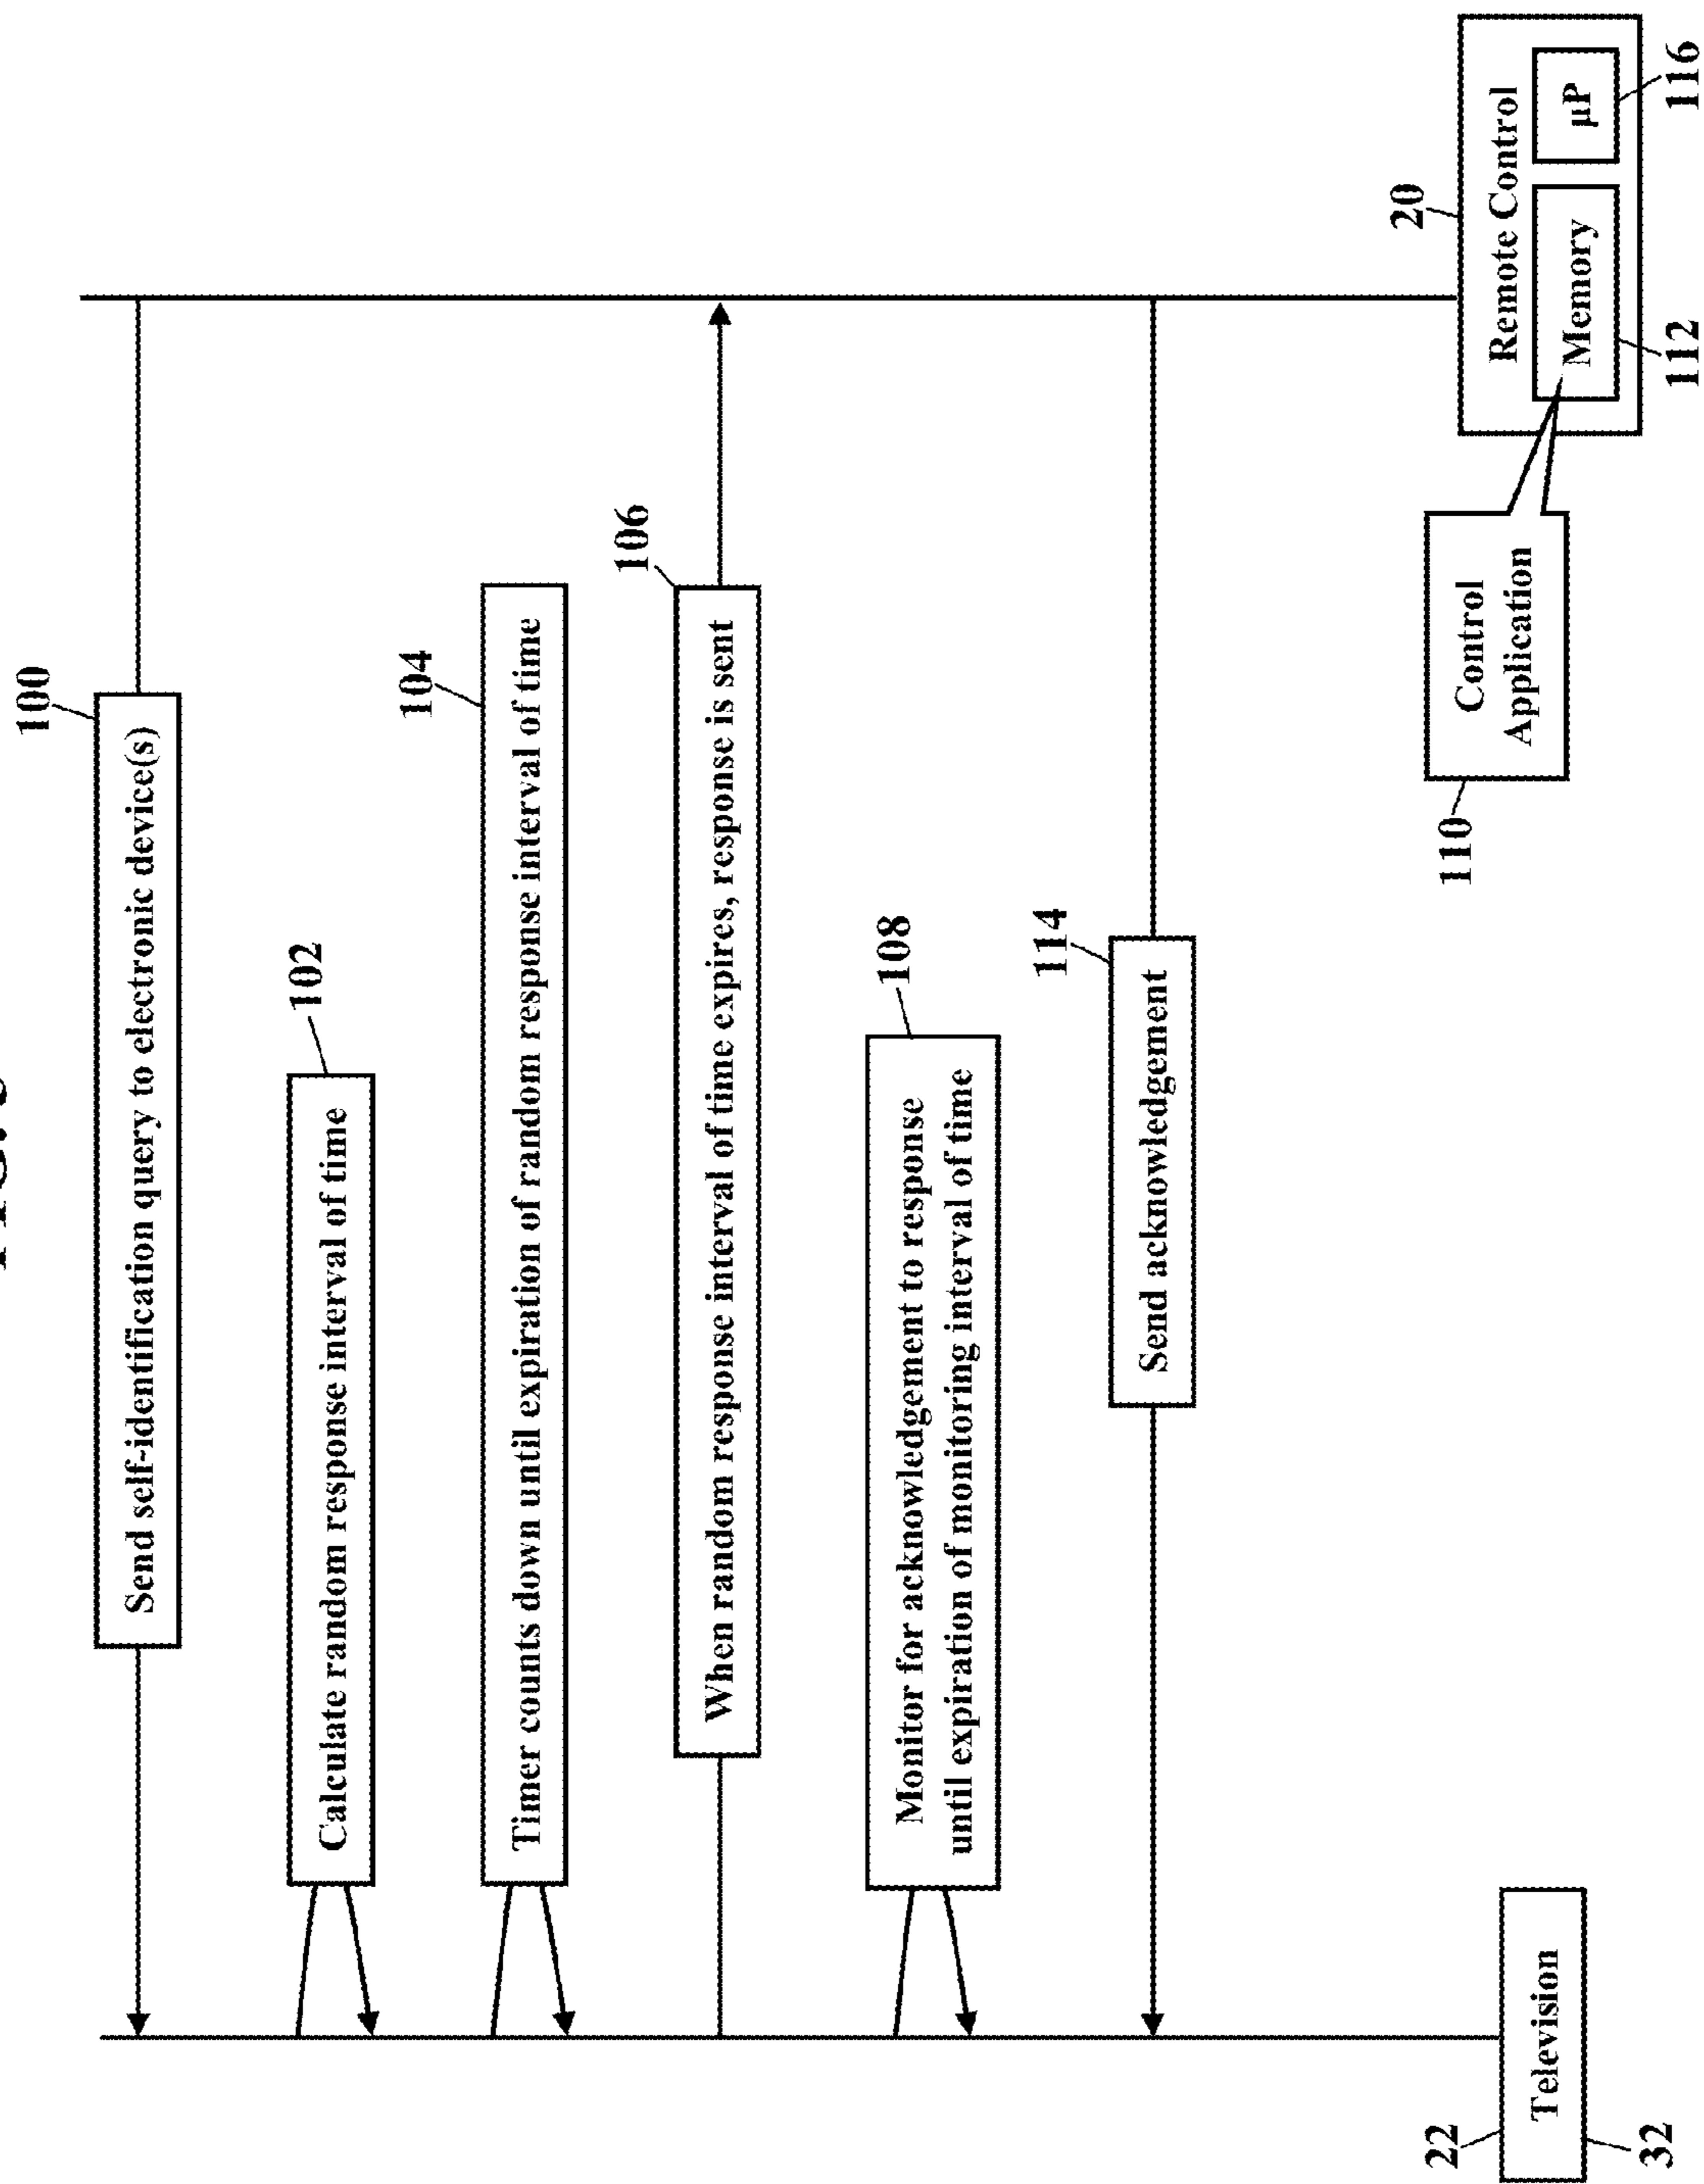 100
Send self-identification query to electronic device(s)
102
Calculate random response interval of time
104
Timer counts down until expiration of random response interval of time
106
When random response interval of time expires, response is sent
108
Monitor for acknowledgement to response
until expiration of monitoring interval of time
114
Send acknowledgement
22
Television
32
110
Control
Application
20
Remote Control
Memory
μP
112
116